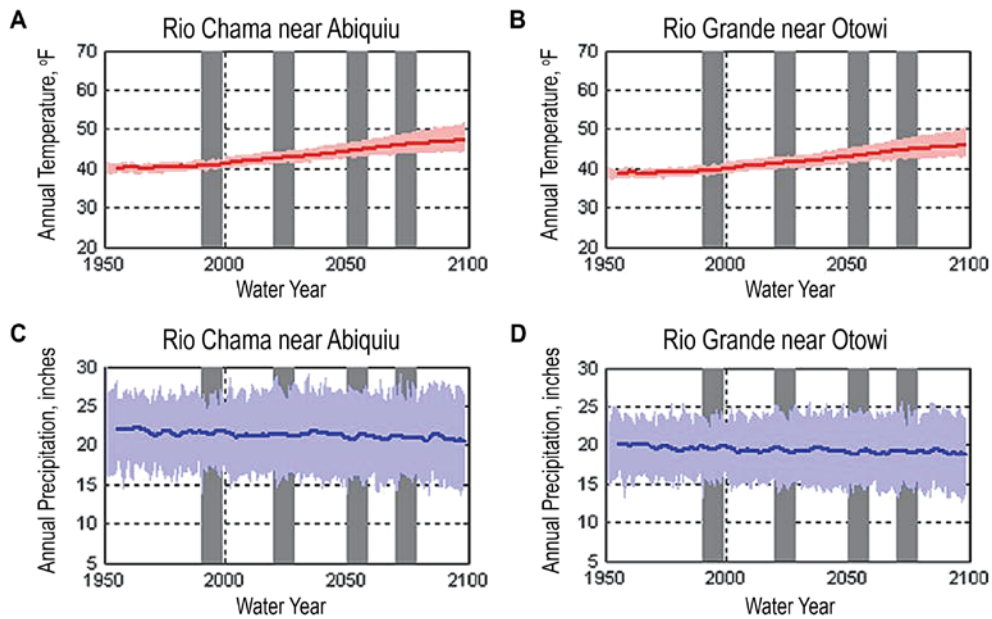 A
Rio Chama near Abiquiu
Annual Temperature, ºF
70
60
50
40
30
20
1950
2000
2050
2100
Water Year
B
Rio Grande near Otowi
Annual Temperature, ºF
70
60
50
40
30
20
1950
2000
2050
2100
Water Year
C
Rio Chama near Abiquiu
Annual Precipitation, inches
30
25
20
15
10
5
1950
2000
2050
2100
Water Year
D
Rio Grande near Otowi
Annual Precipitation, inches
30
25
20
15
10
5
1950
2000
2050
2100
Water Year